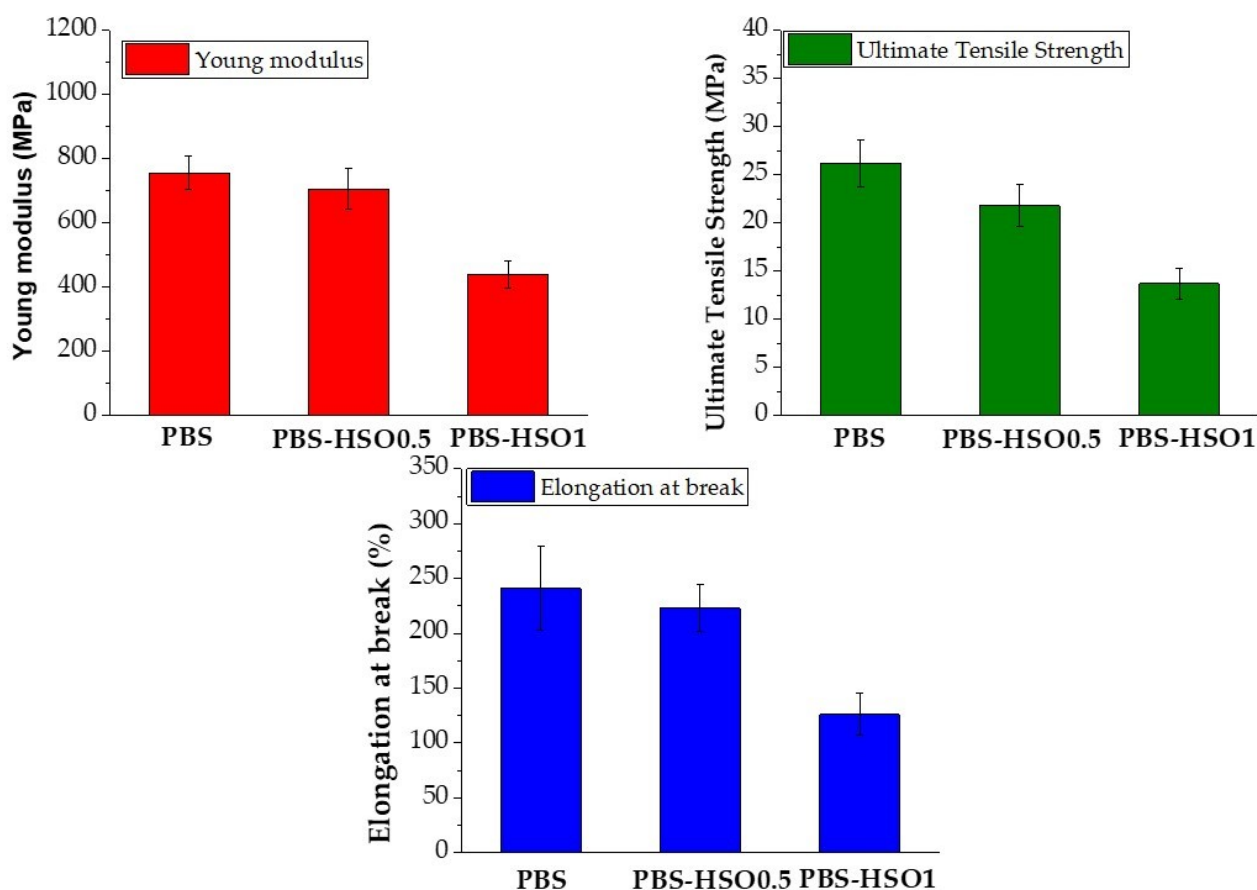 Young modulus
Young modulus (MPa)
1200
1000
800
600
400
200
0
PBS
PBS-HSO0.5
PBS-HSO1
Ultimate Tensile Strength
Ultimate Tensile Strength (MPa)
40
35
30
25
20
15
10
5
0
PBS
PBS-HSO0.5
PBS-HSO1
Elongation at break
Elongation at break (%)
350
300
250
200
150
100
50
0
PBS
PBS-HSO0.5
PBS-HSO1